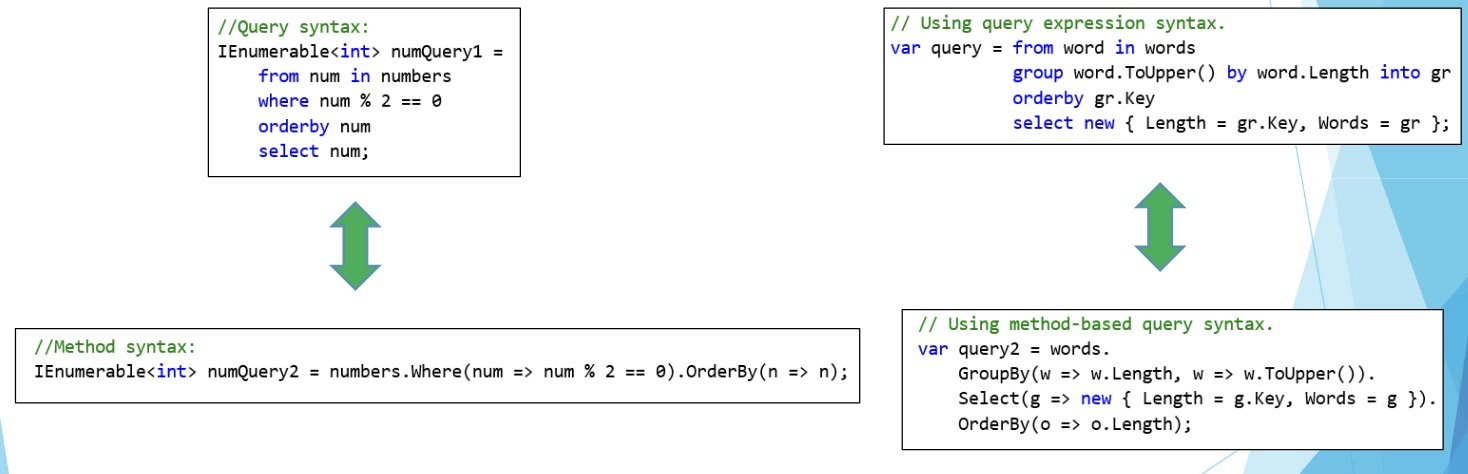 //Query syntax:
IEnumerable<int> numQuery1 =
    from num in numbers
    where num % 2 == 0
    orderby num
    select num;
//Method syntax:
IEnumerable<int> numQuery2 = numbers.Where(num => num % 2 == 0).OrderBy(n => n);
// Using query expression syntax.
var query = from word in words
            group word.ToUpper() by word.Length into gr
            orderby gr.Key
            select new { Length = gr.Key, Words = gr };
// Using method-based query syntax.
var query2 = words.
    GroupBy(w => w.Length, w => w.ToUpper()).
    Select(g => new { Length = g.Key, Words = g }).
    OrderBy(o => o.Length);